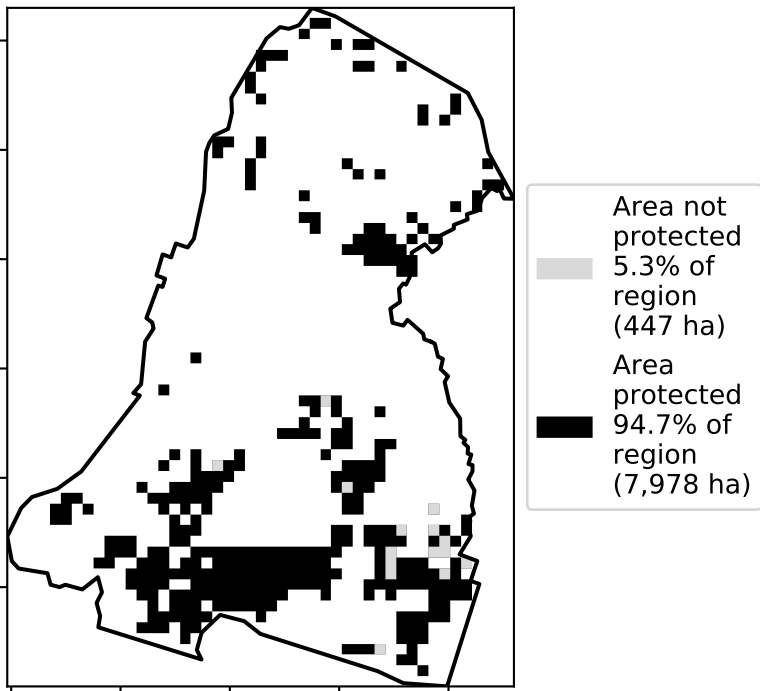 Area not
protected
5.3% of
region
(447 ha)
Area
protected
94.7% of
region
(7,978 ha)